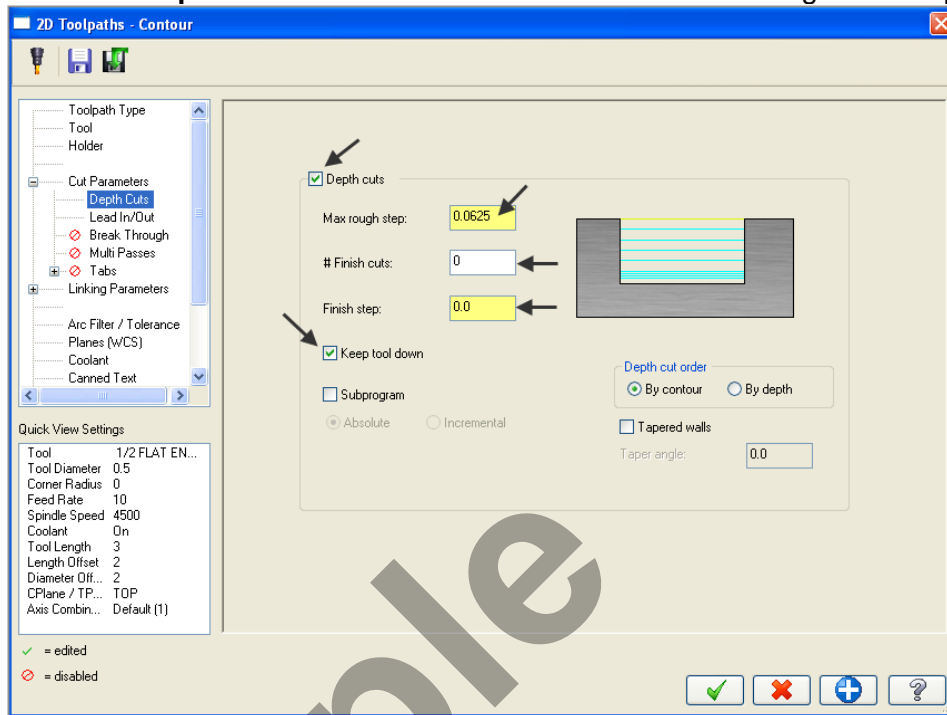 2D Toolpaths - Contour
Toolpath Type
Tool
Holder
Cut Parameters
Depth Cuts
Lead In/Out
Break Through
Multi Passes
Tabs
Linking Parameters
Arc Filter / Tolerance
Planes (WCS)
Coolant
Canned Text
Quick View Settings
Tool 1/2 FLAT EN...
Tool Diameter 0.5
Corner Radius 0
Feed Rate 10
Spindle Speed 4500
Coolant On
Tool Length 3
Length Offset 2
Diameter Off... 2
CPlane / TP... TOP
Axis Combin... Default (1)
= edited
= disabled
Depth cuts
Max rough step: 0.0625
# Finish cuts: 0
Finish step: 0.0
Keep tool down
Subprogram
Absolute Incremental
Depth cut order
By contour By depth
Tapered walls
Taper angle: 0.0